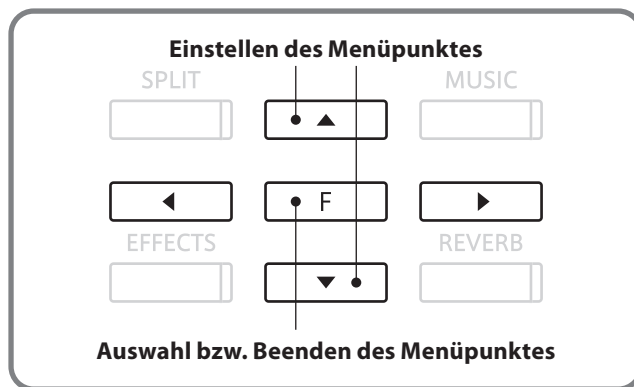 Einstellen des Menüpunktes
SPLIT
MUSIC
F
EFFECTS
REVERB
Auswahl bzw. Beenden des Menüpunktes